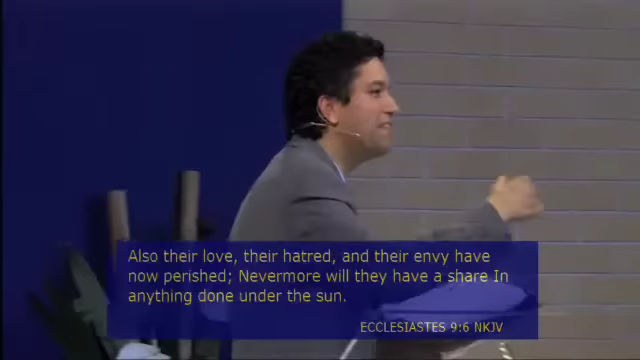 Also their love, their hatred, and their envy have
now perished; Nevermore will they have a share In
anything done under the sun.
ECCLESIASTES 9:6 NKJV